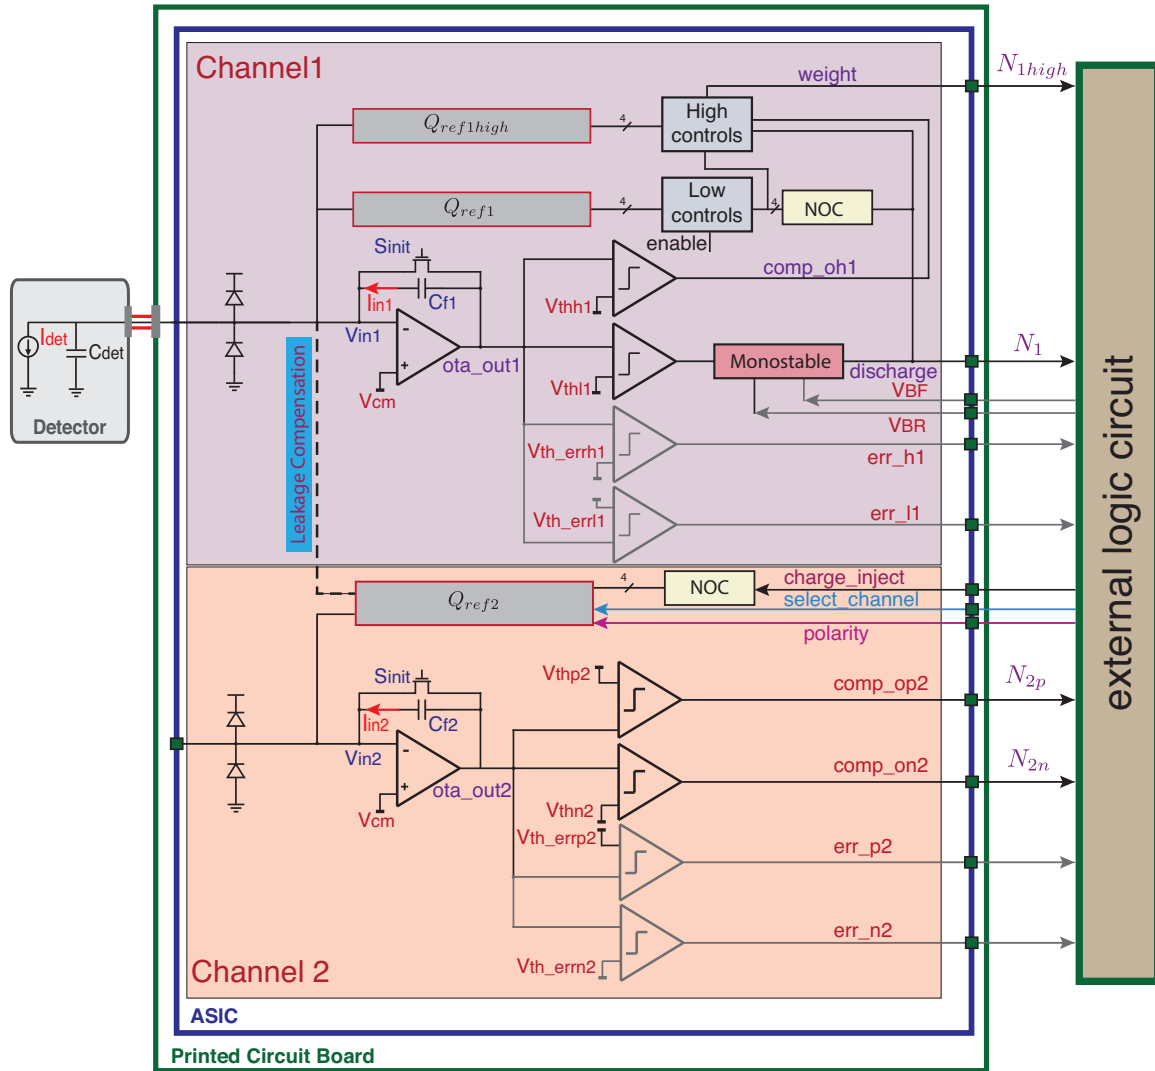 Channel1
weight
N1high
Qref1high
4
High
controls
Qref1
4
Low
controls
4
NOC
enable
Sinit
Iin1
Cf1
Vthh1
comp_oh1
Idet
Cdet
Detector
Vin1
Vcm
ota_out1
Vthl1
Monostable
discharge
N1
VBF
VBR
Vth_errh1
err_h1
Vth_errl1
err_l1
Leakage Compensation
external logic circuit
Qref2
4
NOC
charge_inject
select_channel
polarity
Sinit
Iin2
Cf2
Vthp2
comp_op2
N2p
Vin2
Vcm
ota_out2
comp_on2
N2n
Vthn2
Vth_errp2
err_p2
err_n2
Vth_errn2
Channel 2
ASIC
Printed Circuit Board